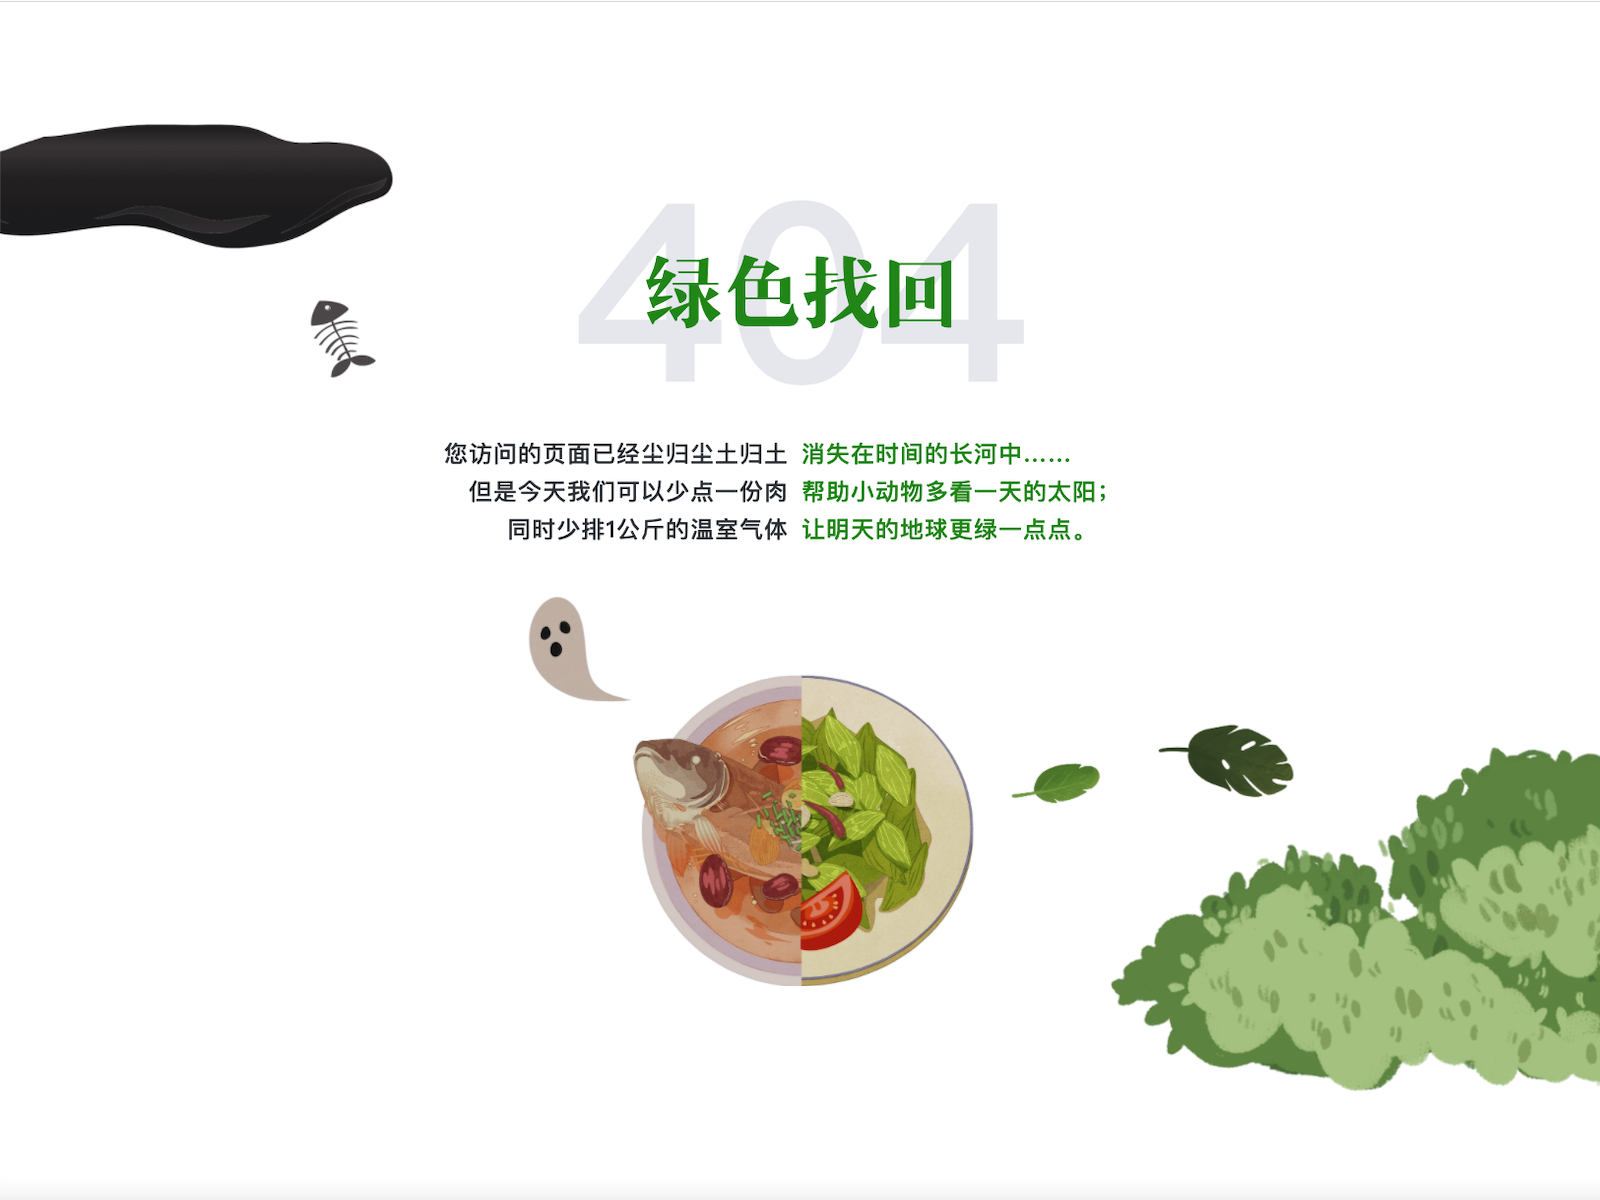 404
绿色找回
您访问的页面已经尘归尘土归土 消失在时间的长河中……
但是今天我们可以少点一份肉 帮助小动物多看一天的太阳；
同时少排1公斤的温室气体 让明天的地球更绿一点点。